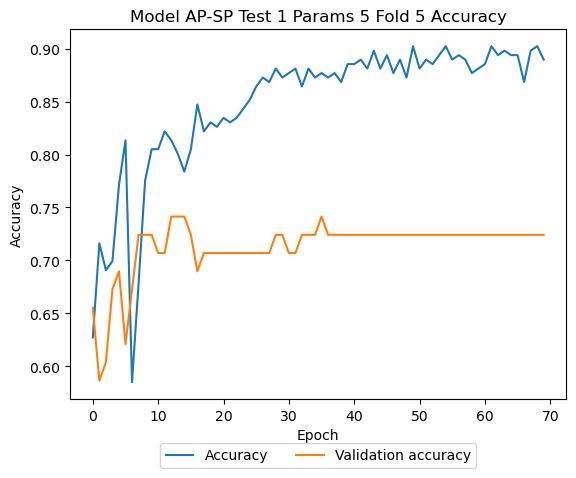 Model AP-SP Test 1 Params 5 Fold 5 Accuracy
Accuracy
0.90
0.85
0.80
0.75
0.70
0.65
0.60
0 10 20 30 40 50 60 70
Epoch
Accuracy Validation accuracy